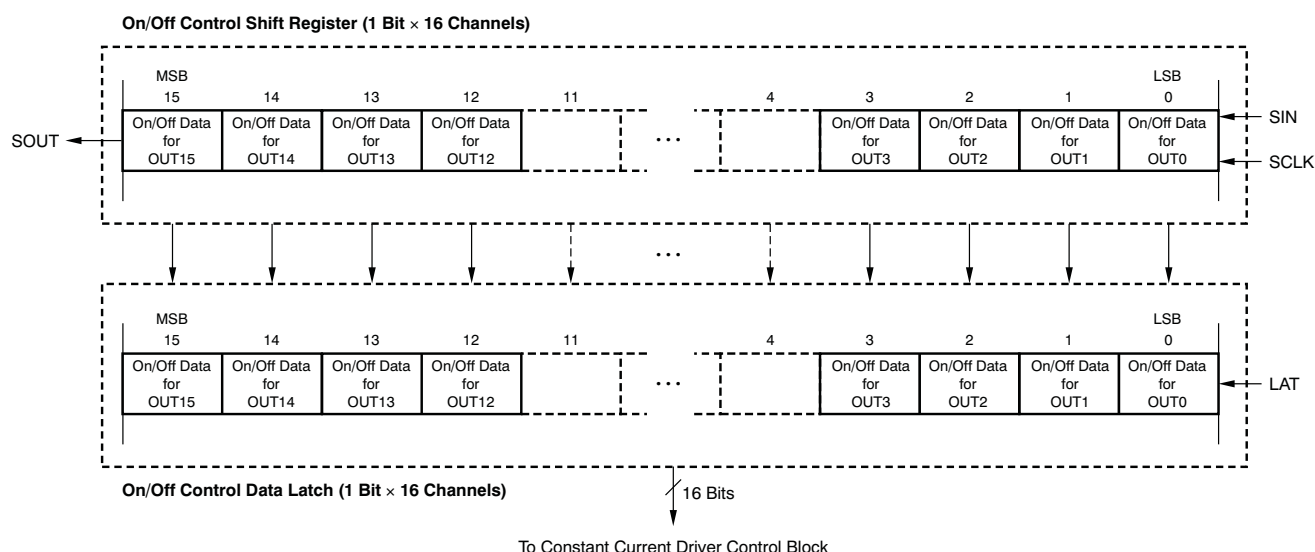 On/Off Control Shift Register (1 Bit × 16 Channels)
MSB LSB
15 14 13 12 11 4 3 2 1 0
SOUT
On/Off Data for OUT15
On/Off Data for OUT14
On/Off Data for OUT13
On/Off Data for OUT12
...
On/Off Data for OUT3
On/Off Data for OUT2
On/Off Data for OUT1
On/Off Data for OUT0
SIN
SCLK
...
MSB LSB
15 14 13 12 11 4 3 2 1 0
On/Off Data for OUT15
On/Off Data for OUT14
On/Off Data for OUT13
On/Off Data for OUT12
...
On/Off Data for OUT3
On/Off Data for OUT2
On/Off Data for OUT1
On/Off Data for OUT0
LAT
On/Off Control Data Latch (1 Bit × 16 Channels)
16 Bits
To Constant Current Driver Control Block